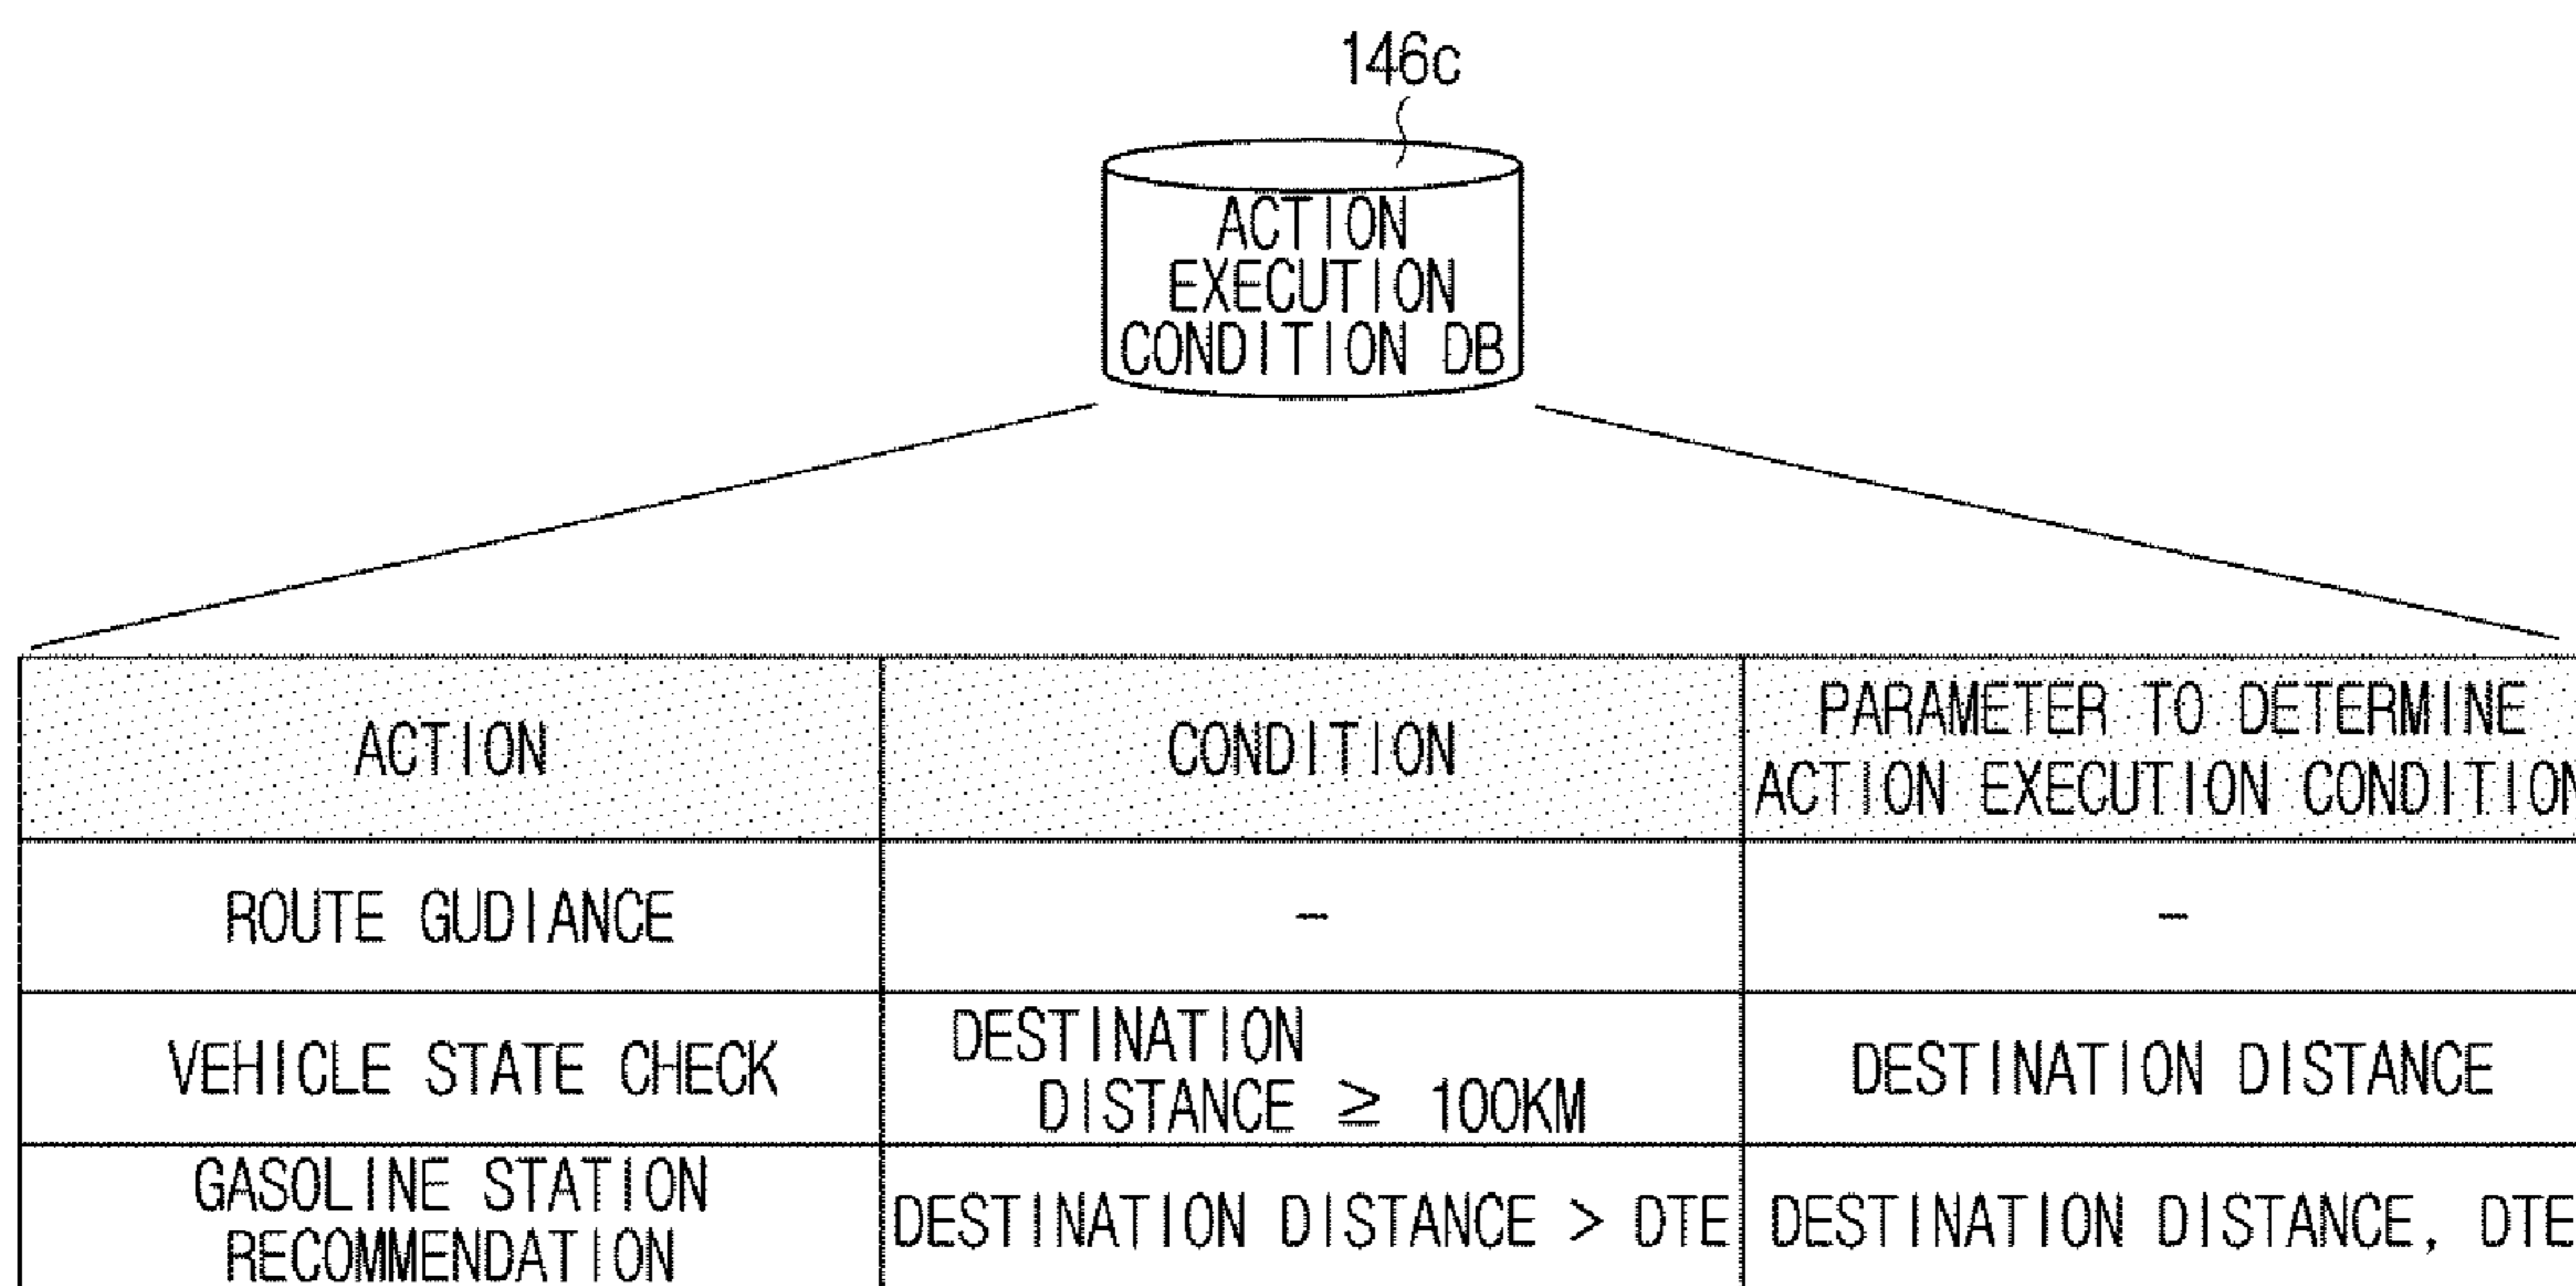 146c
ACTION
EXECUTION
CONDITION DB
ACTION
CONDITION
PARAMETER TO DETERMINE
ACTION EXECUTION CONDITION
ROUTE GUDIANCE
-
-
VEHICLE STATE CHECK
DESTINATION
DISTANCE ≥ 100KM
DESTINATION DISTANCE
GASOLINE STATION
RECOMMENDATION
DESTINATION DISTANCE > DTE
DESTINATION DISTANCE, DTE